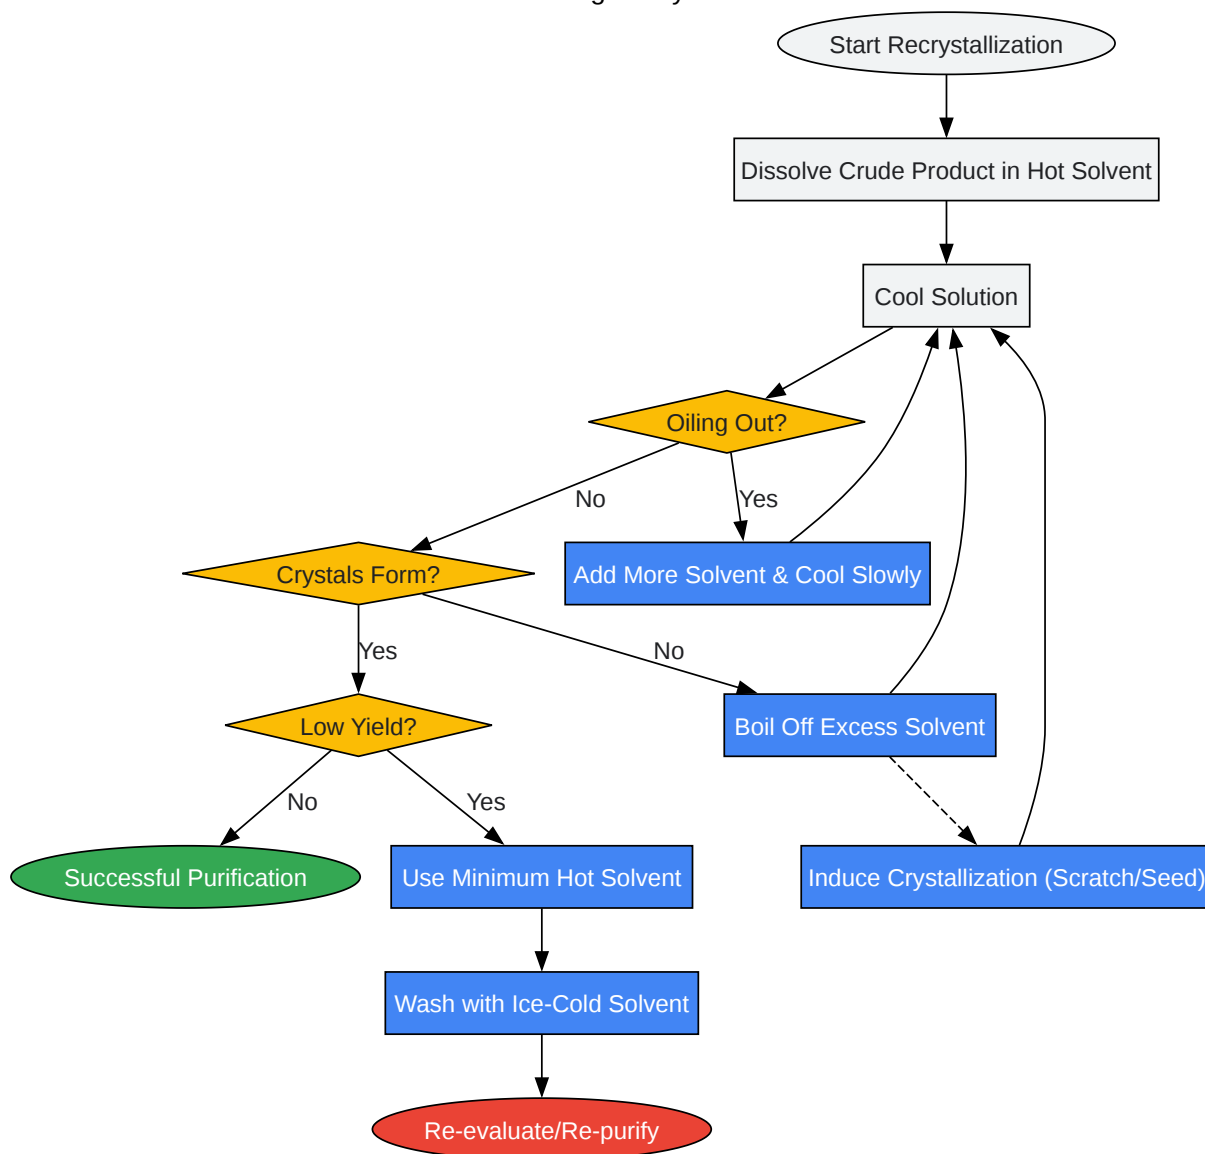 Start Recrystallization
Dissolve Crude Product in Hot Solvent
Cool Solution
Oiling Out?
No
Yes
Crystals Form?
Add More Solvent & Cool Slowly
Yes
No
Low Yield?
Boil Off Excess Solvent
No
Yes
Successful Purification
Use Minimum Hot Solvent
Induce Crystallization (Scratch/Seed)
Wash with Ice-Cold Solvent
Re-evaluate/Re-purify